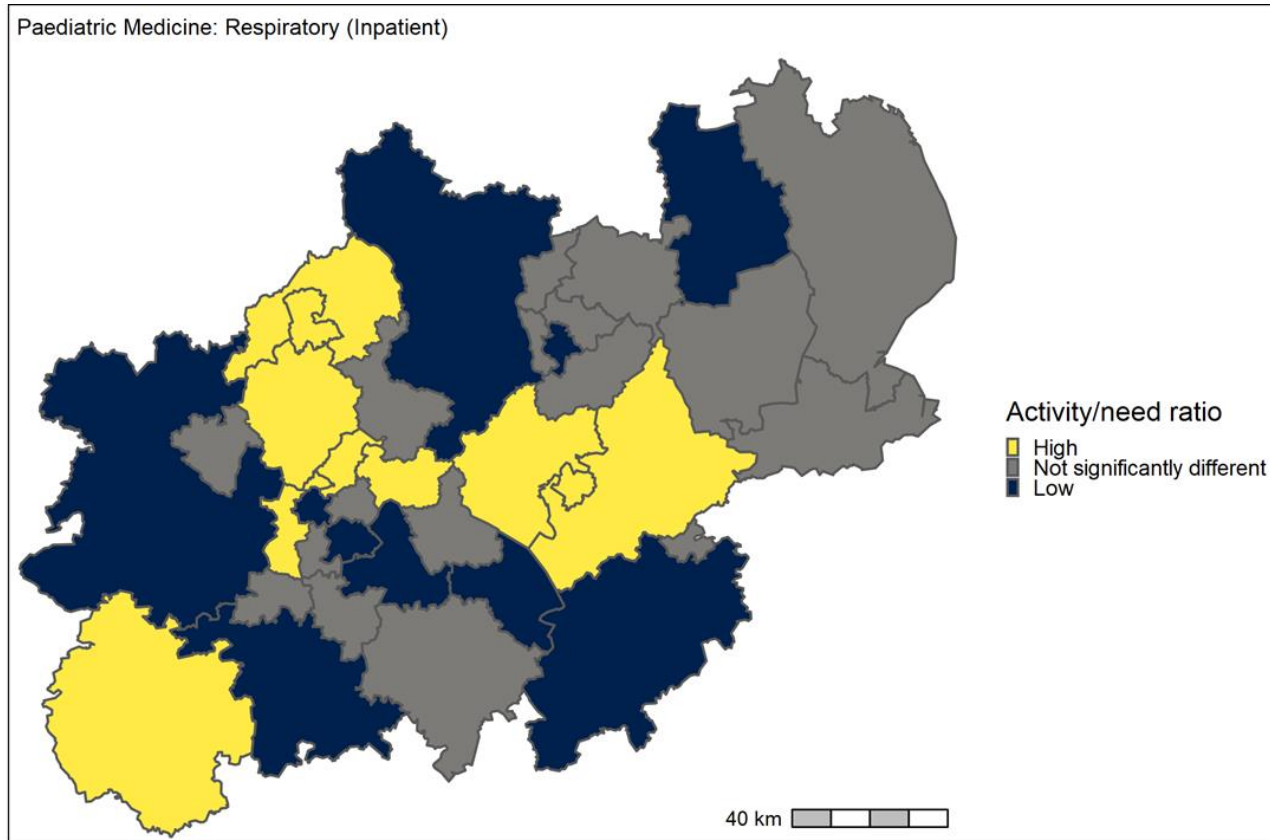 Paediatric Medicine: Respiratory (Inpatient)
Activity/need ratio
High
Not significantly different
Low
40 km